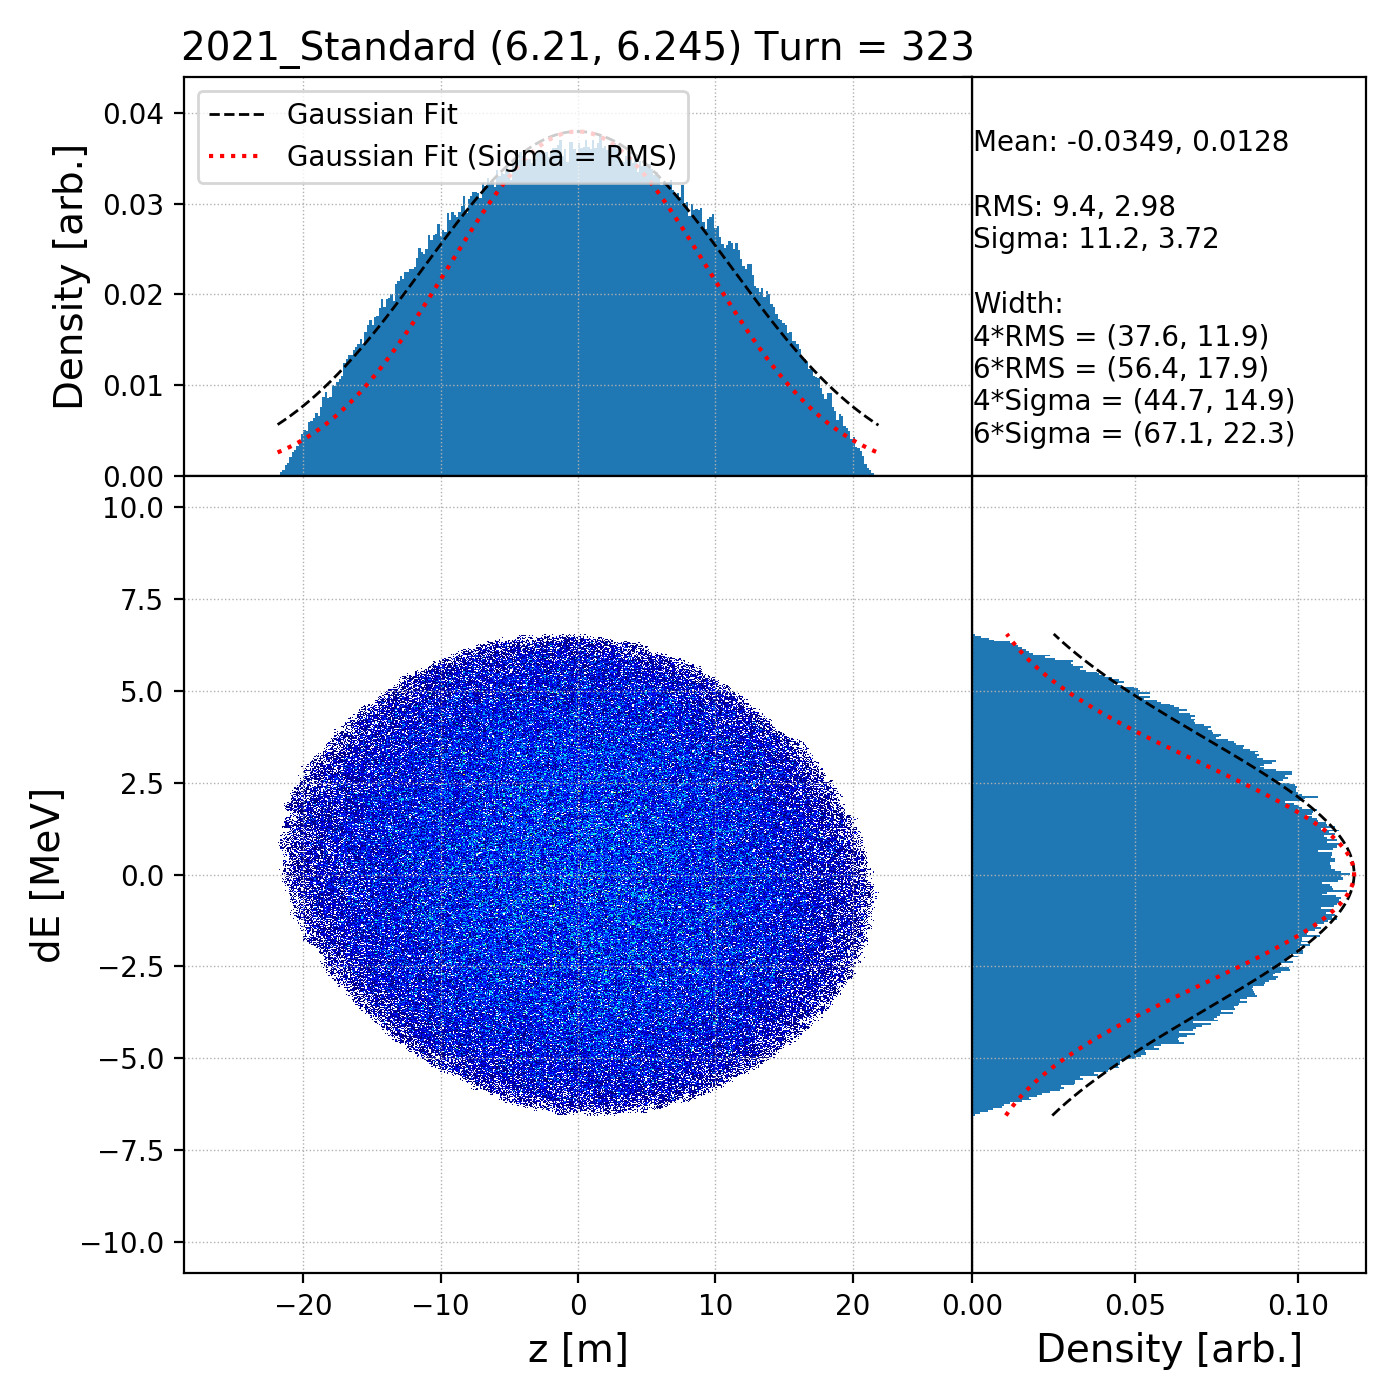 2021_Standard (6.21, 6.245) Turn = 323
Gaussian Fit
Gaussian Fit (Sigma = RMS)
Density [arb.]
0.04
0.03
0.02
0.01
0.00
Mean: -0.0349, 0.0128
RMS: 9.4, 2.98
Sigma: 11.2, 3.72
Width:
4*RMS = (37.6, 11.9)
6*RMS = (56.4, 17.9)
4*Sigma = (44.7, 14.9)
6*Sigma = (67.1, 22.3)
dE [MeV]
10.0
7.5
5.0
2.5
0.0
−2.5
−5.0
−7.5
−10.0
−20 −10 0 10 20
z [m]
0.00 0.05 0.10
Density [arb.]